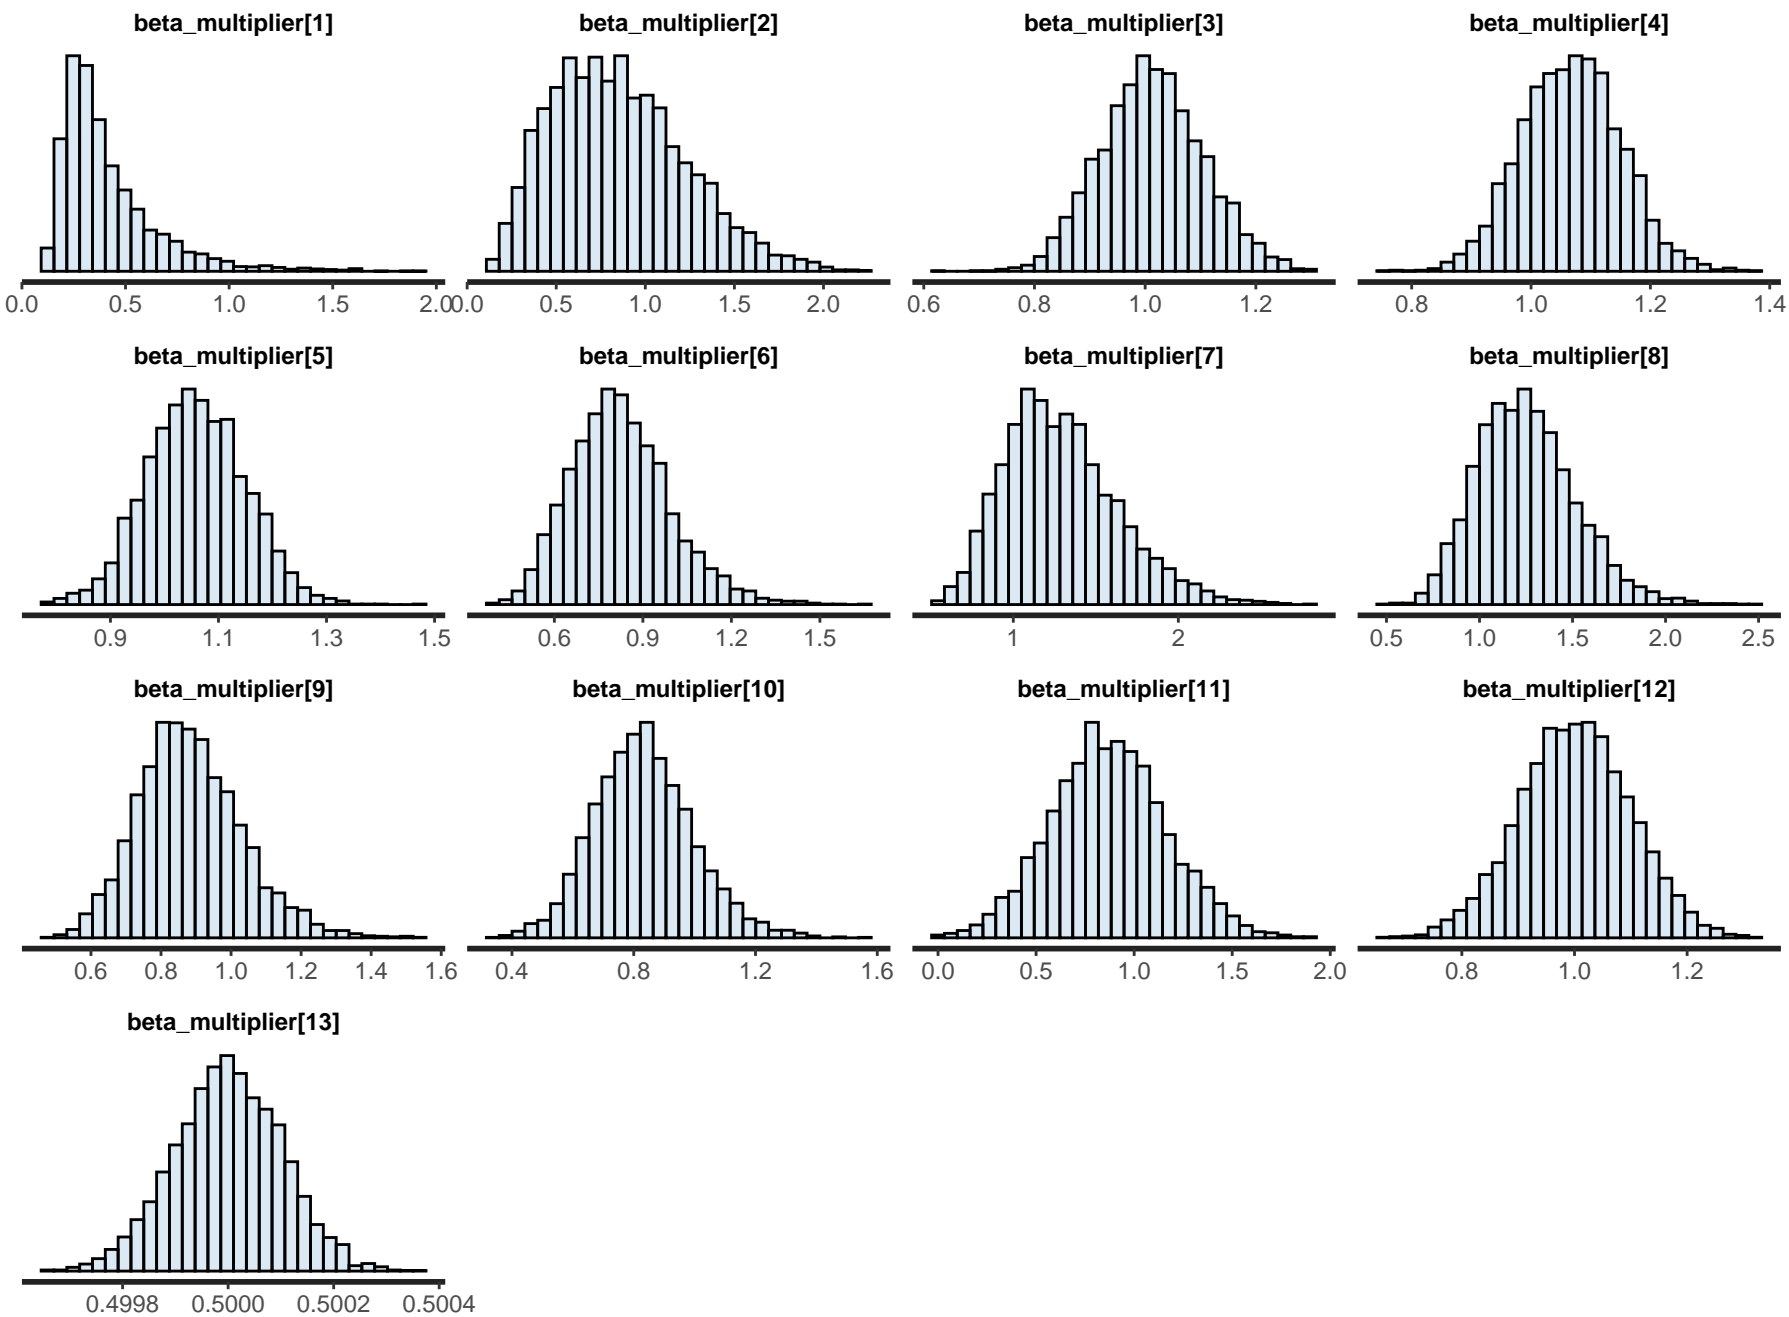 beta_multiplier[1] beta_multiplier[2] beta_multiplier[3] beta_multiplier[4]
0.0 0.5 1.0 1.5 2.0 0.0 0.5 1.0 1.5 2.0 0.6 0.8 1.0 1.2 0.8 1.0 1.2 1.4
beta_multiplier[5] beta_multiplier[6] beta_multiplier[7] beta_multiplier[8]
0.9 1.1 1.3 1.5 0.6 0.9 1.2 1.5 1 2 0.5 1.0 1.5 2.0 2.5
beta_multiplier[9] beta_multiplier[10] beta_multiplier[11] beta_multiplier[12]
0.6 0.8 1.0 1.2 1.4 1.6 0.4 0.8 1.2 1.6 0.0 0.5 1.0 1.5 2.0 0.8 1.0 1.2
beta_multiplier[13]
0.4998 0.5000 0.5002 0.5004